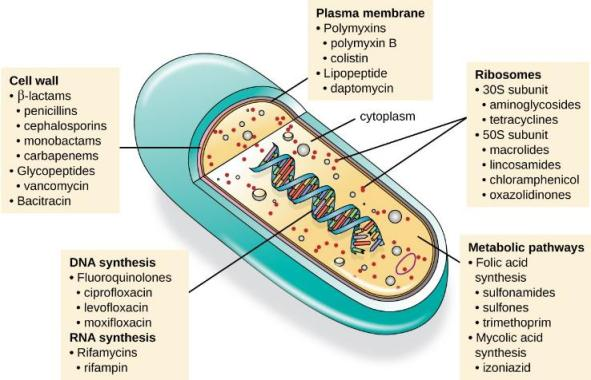 Plasma membrane
• Polymyxins
• polymyxin B
• colistin
• Lipopeptide
• daptomycin
Cell wall
• β-lactams
• penicillins
• cephalosporins
• monobactams
• carbapenems
• Glycopeptides
• vancomycin
• Bacitracin
cytoplasm
Ribosomes
• 30S subunit
• aminoglycosides
• tetracyclines
• 50S subunit
• macrolides
• lincosamides
• chloramphenicol
• oxazolidinones
DNA synthesis
• Fluoroquinolones
• ciprofloxacin
• levofloxacin
• moxifloxacin
RNA synthesis
• Rifamycins
• rifampin
Metabolic pathways
• Folic acid
synthesis
• sulfonamides
• sulfones
• trimethoprim
• Mycolic acid
synthesis
• izoniazid